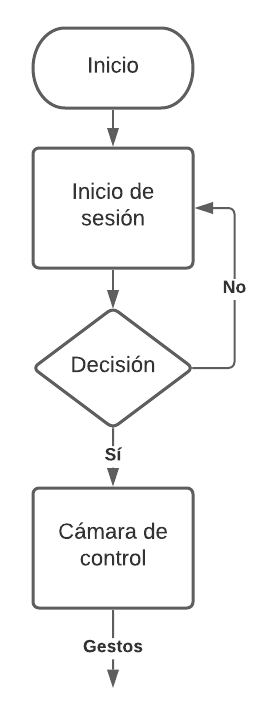 Inicio
Inicio de
sesión
No
Decisión
Sí
Cámara de
control
Gestos